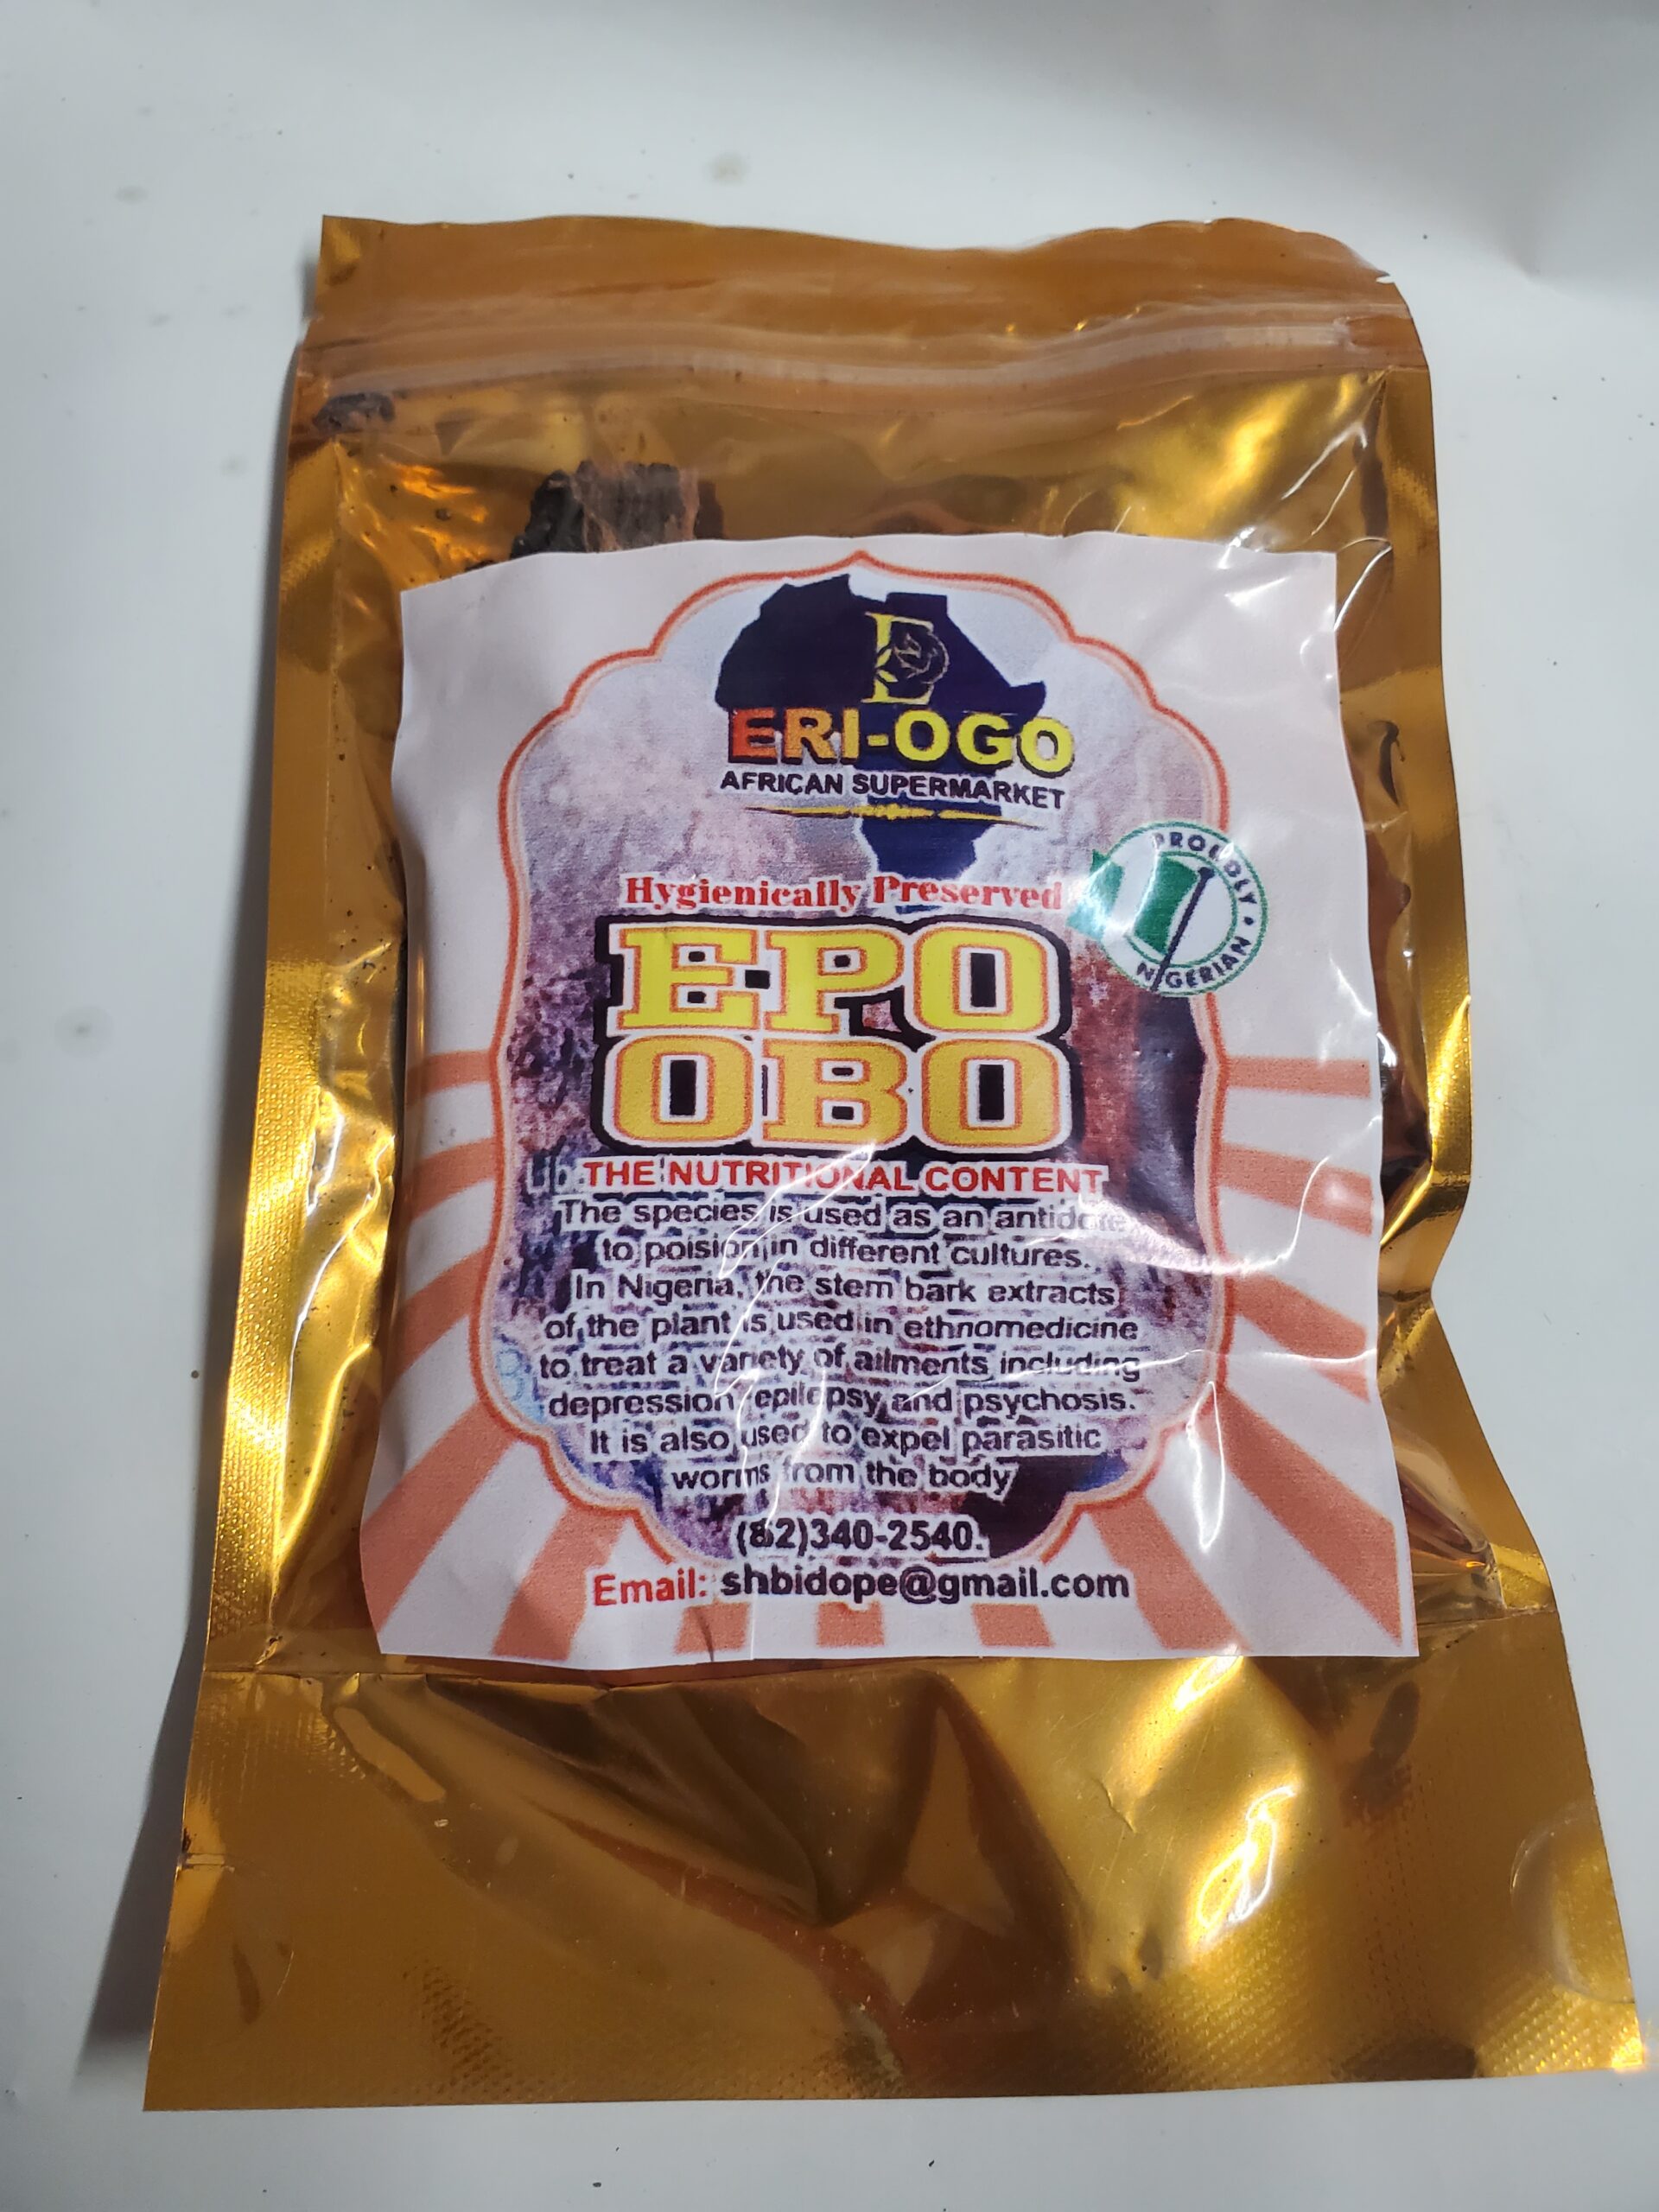 E
ERI-OGO
AFRICAN SUPERMARKET
PROUDLY • NIGERIAN
Hygienically Preserved
EPO
OBO
THE NUTRITIONAL CONTENT
The species is used as an antidote
to poision in different cultures.
In Nigeria, the stem bark extracts
of the plant is used in ethnomedicine
to treat a variety of ailments including
depression epilepsy and psychosis.
It is also used to expel parasitic
worms from the body
(82)340-2540.
Email: shbidope@gmail.com